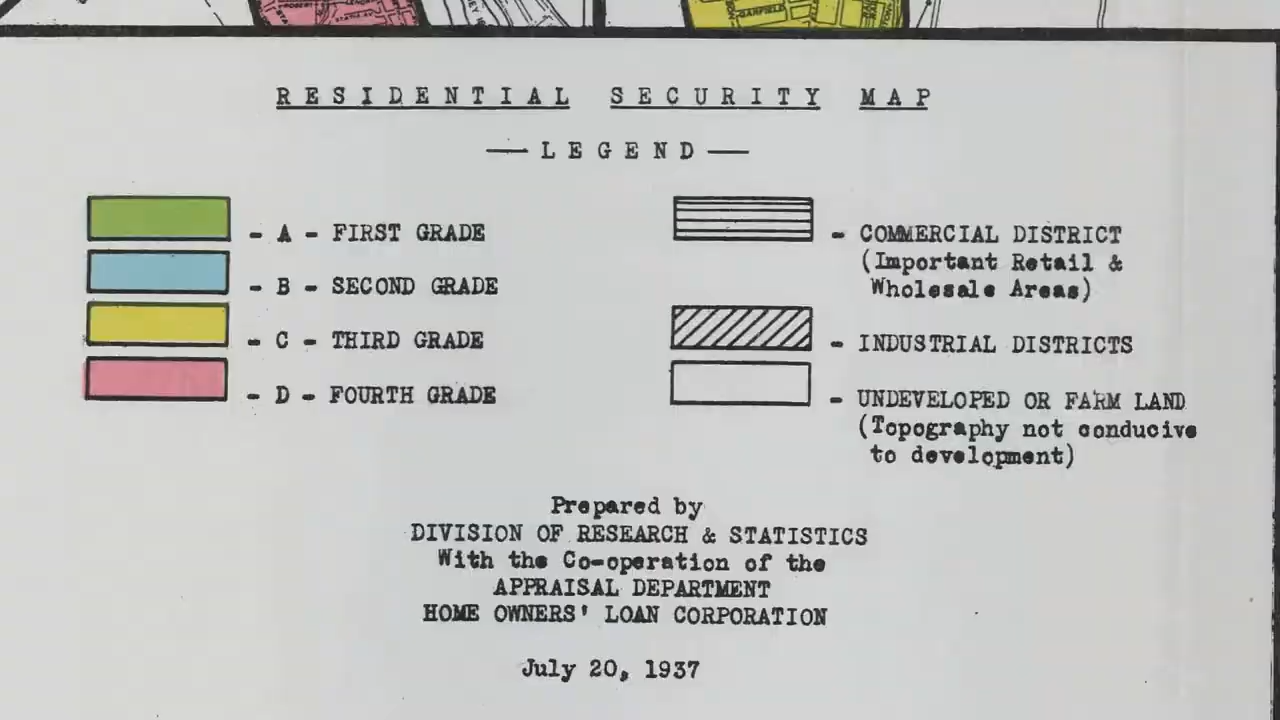 GARFIELD
RESIDENTIAL SECURITY MAP
— LEGEND —
- A - FIRST GRADE
- B - SECOND GRADE
- C - THIRD GRADE
- D - FOURTH GRADE
- COMMERCIAL DISTRICT
(Important Retail &
Wholesale Areas)
- INDUSTRIAL DISTRICTS
- UNDEVELOPED OR FARM LAND
(Topography not conducive
to development)
Prepared by
DIVISION OF RESEARCH & STATISTICS
With the Co-operation of the
APPRAISAL DEPARTMENT
HOME OWNERS' LOAN CORPORATION
July 20, 1937